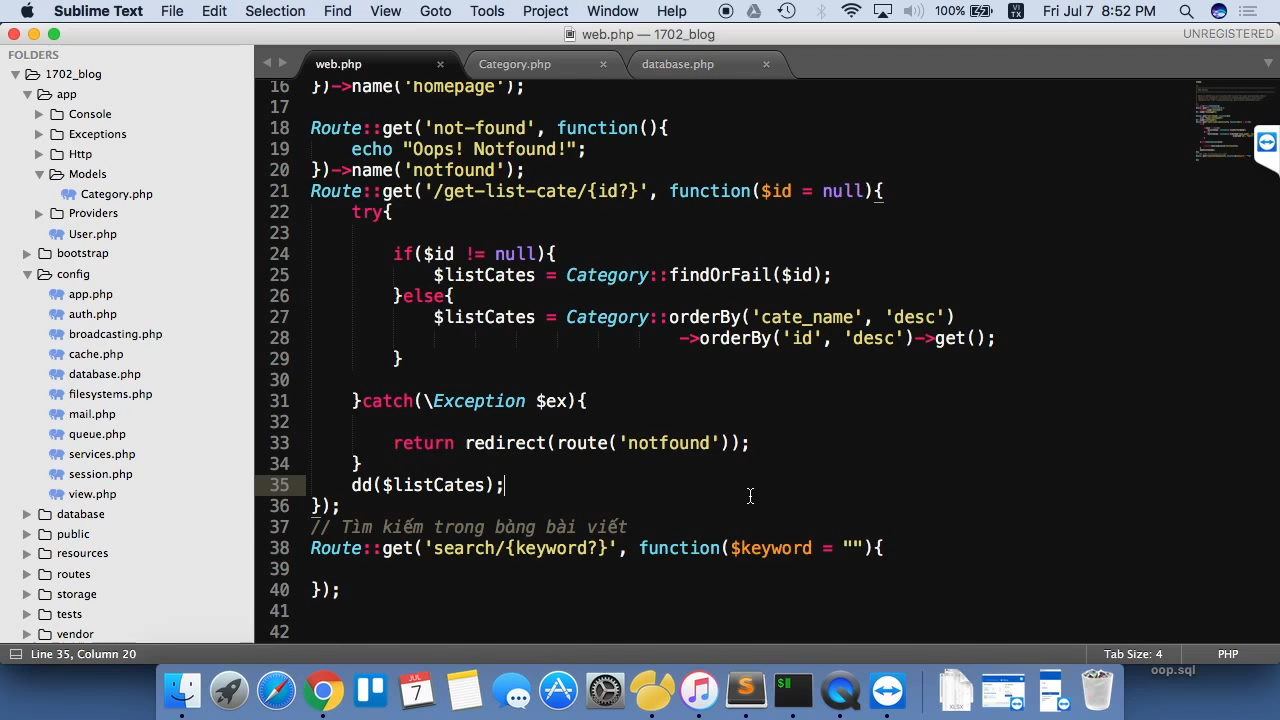 Sublime Text File Edit Selection Find View Goto Tools Project Window Help 100% VI TX Fri Jul 7 8:52 PM
web.php — 1702_blog UNREGISTERED
FOLDERS
1702_blog
app
Console
Exceptions
Http
Models
Category.php
Providers
User.php
bootstrap
config
app.php
auth.php
broadcasting.php
cache.php
database.php
filesystems.php
mail.php
queue.php
services.php
session.php
view.php
database
public
resources
routes
storage
tests
vendor
web.php × Category.php × database.php ×
16 })->name('homepage');
17
18 Route::get('not-found', function(){
19 echo "Oops! Notfound!";
20 })->name('notfound');
21 Route::get('/get-list-cate/{id?}', function($id = null){
22 try{
23
24 if($id != null){
25 $listCates = Category::findOrFail($id);
26 }else{
27 $listCates = Category::orderBy('cate_name', 'desc')
28 ->orderBy('id', 'desc')->get();
29 }
30
31 }catch(\Exception $ex){
32
33 return redirect(route('notfound'));
34 }
35 dd($listCates);
36 });
37 // Tìm kiếm trong bảng bài viết
38 Route::get('search/{keyword?}', function($keyword = ""){
39
40 });
41
42
Line 35, Column 20 Tab Size: 4 PHP
oop.sql
JUL
7
XLSX